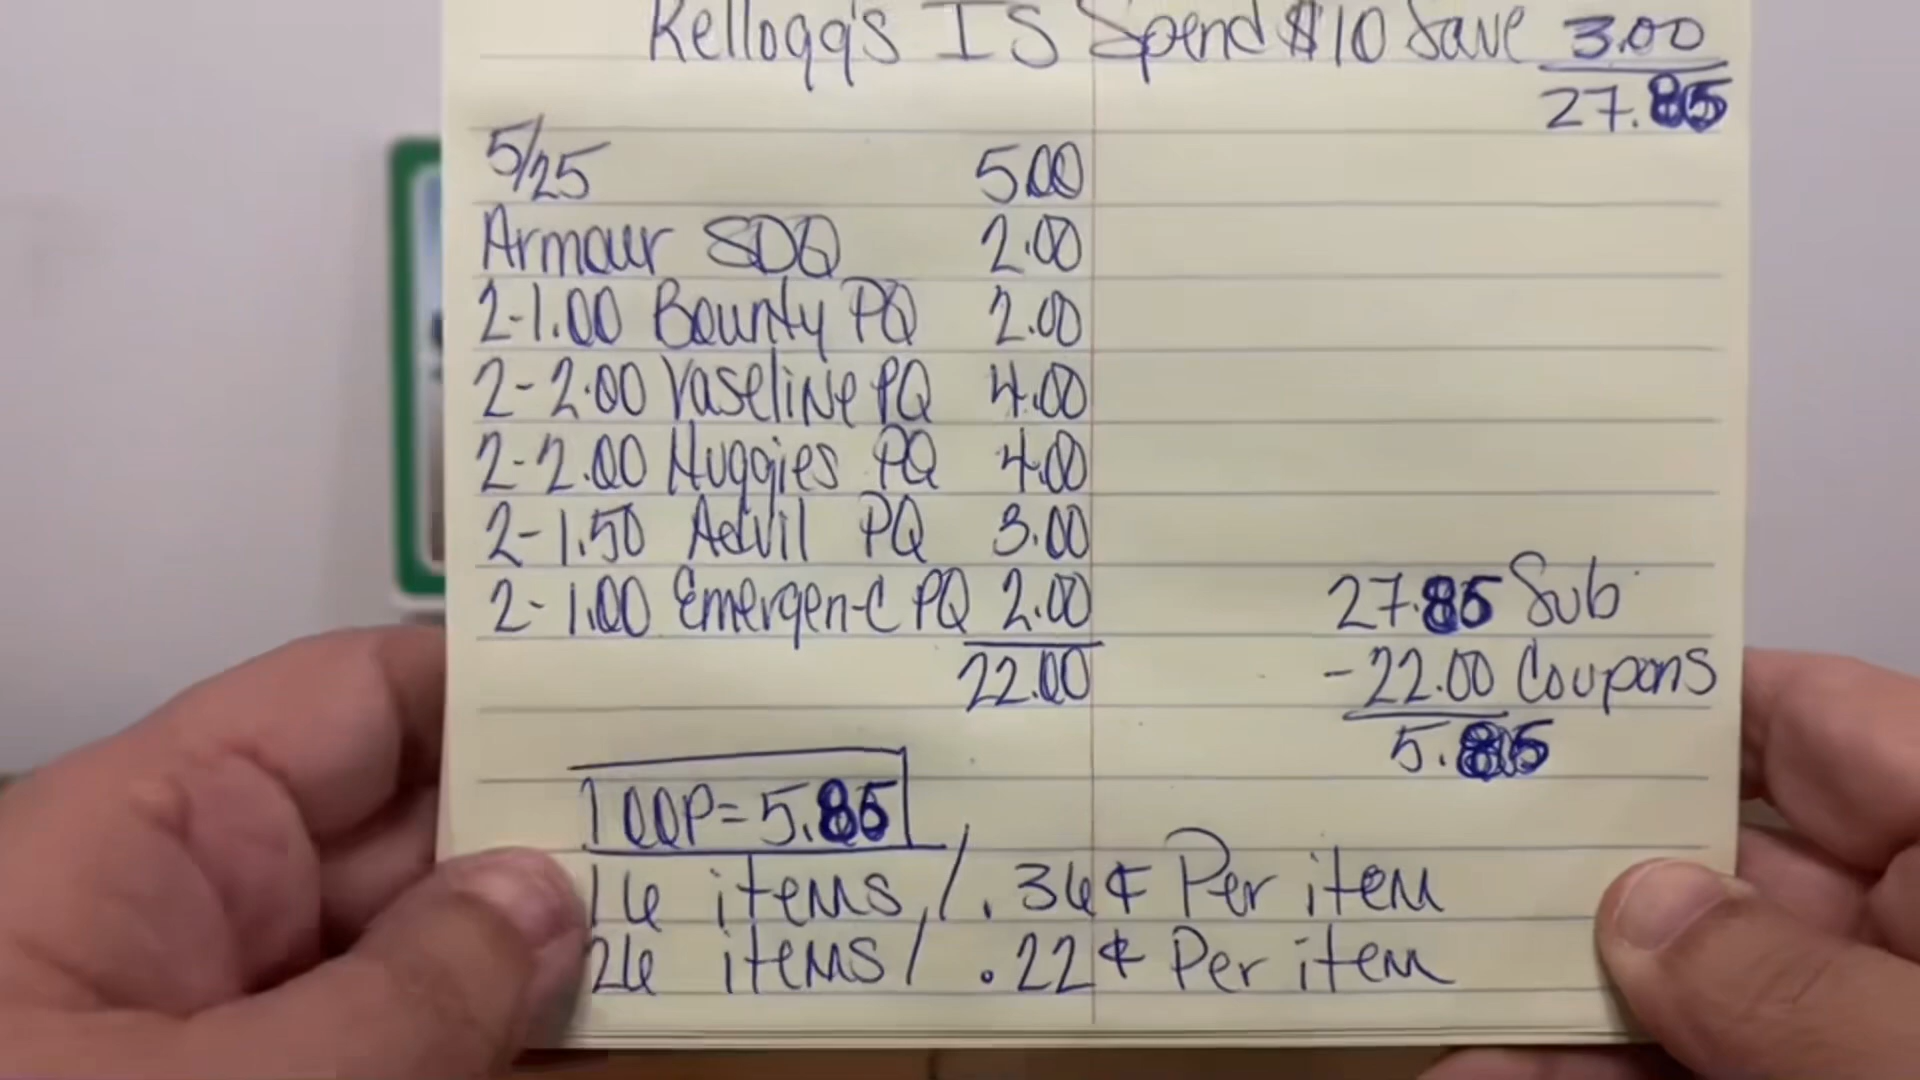 Kellogg's IS Spend $10 Save 3.00
27.85
5/25 5.00
Armour SDQ 2.00
2-1.00 Bounty PQ 2.00
2-2.00 Vaseline PQ 4.00
2-2.00 Huggies PQ 4.00
2-1.50 Advil PQ 3.00
2-1.00 Emergen-C PQ 2.00
22.00
27.85 Sub
-22.00 Coupons
5.85
OOP=5.85
16 items / .36¢ Per item
26 items / .22¢ Per item